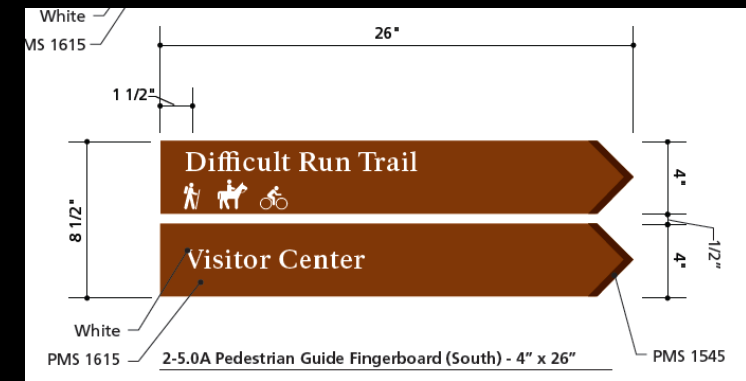 White
MS 1615
26"
1 1/2"
Difficult Run Trail
4"
8 1/2"
1/2"
Visitor Center
4"
White
PMS 1615
PMS 1545
2-5.0A Pedestrian Guide Fingerboard (South) - 4” x 26”